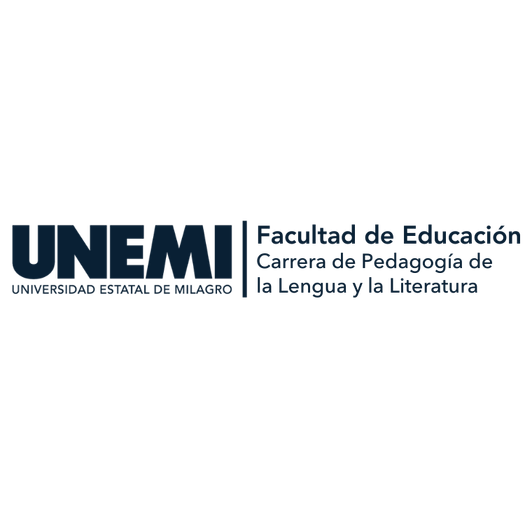 UNEMI
UNIVERSIDAD ESTATAL DE MILAGRO
Facultad de Educación
Carrera de Pedagogía de
la Lengua y la Literatura